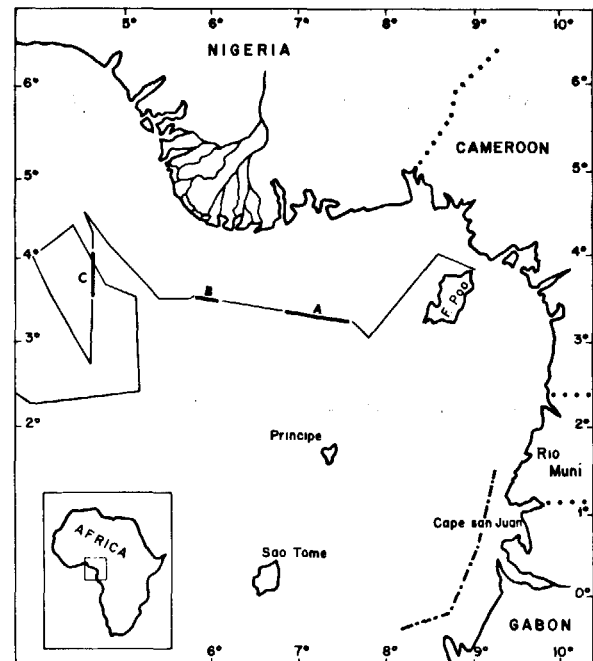 5° 6° 7° 8° 9° 10°
NIGERIA
6° 6°
CAMEROON
5° 5°
4° 4°
C
F. Poo
B
A
3° 3°
2° 2°
Principe
Rio
Muni
1°
Cape san Juan
AFRICA
Sao Tome
0°
GABON
6° 7° 8° 9° 10°